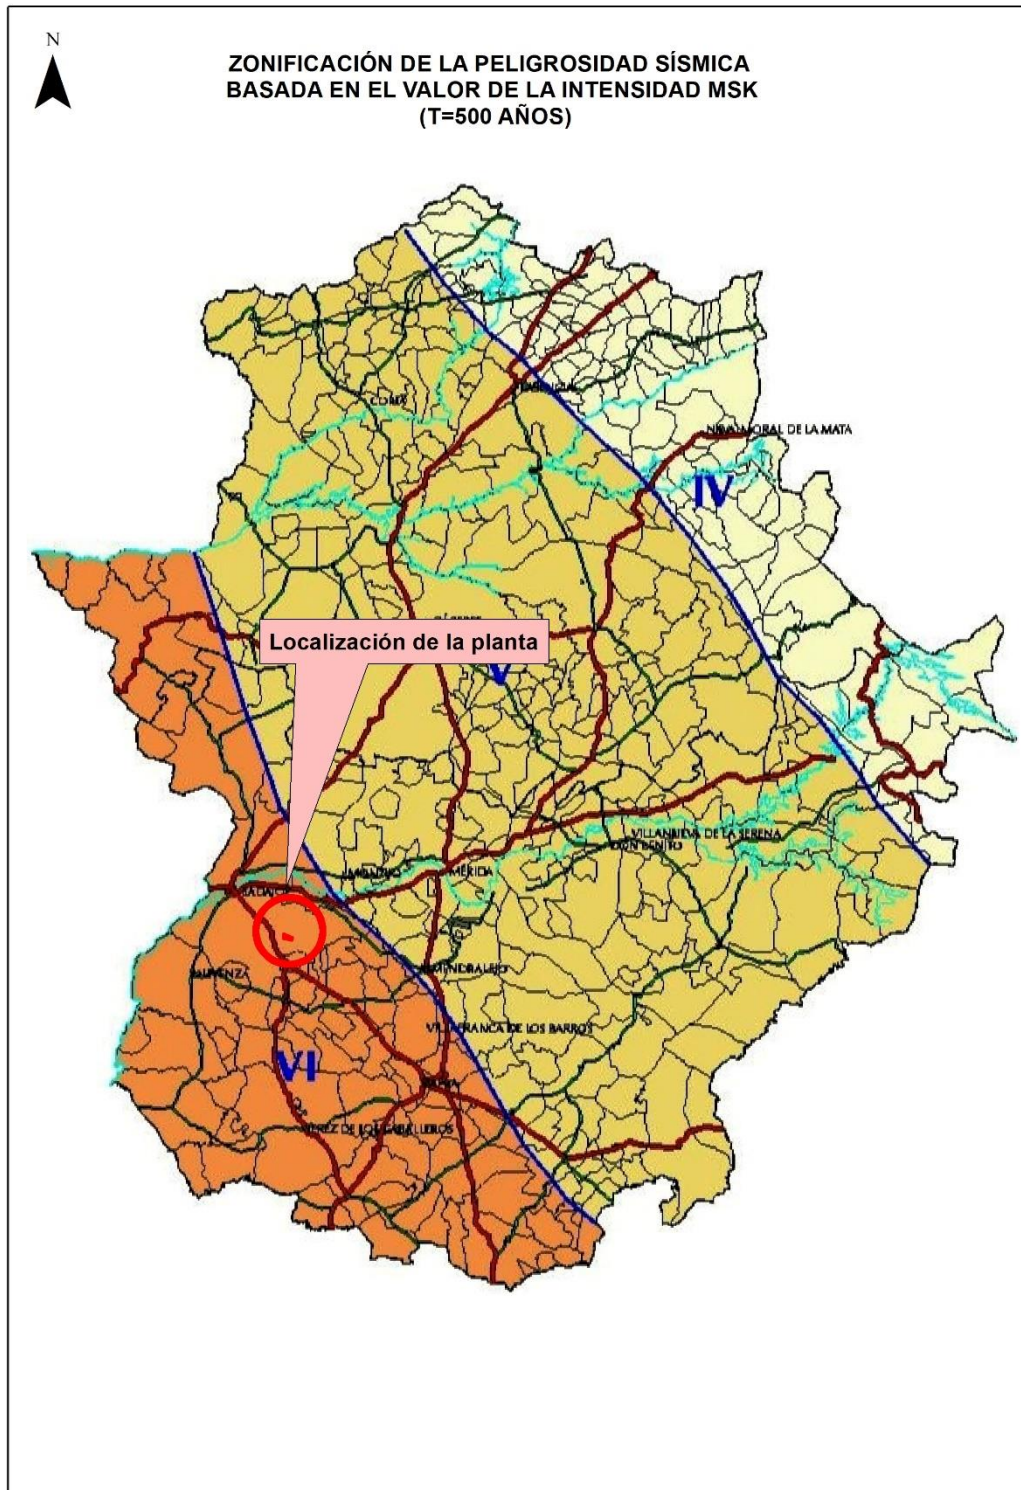 N
ZONIFICACIÓN DE LA PELIGROSIDAD SÍSMICA
BASADA EN EL VALOR DE LA INTENSIDAD MSK
(T=500 AÑOS)
CORIA
NAVALMORAL DE LA MATA
IV
Localización de la planta
V
VILLANUEVA DE LA SERENA
DON BENITO
MONTIJO
MÉRIDA
BADAJOZ
ALMENDRALEJO
VILLAFRANCA DE LOS BARROS
VI
JEREZ DE LOS CABALLEROS